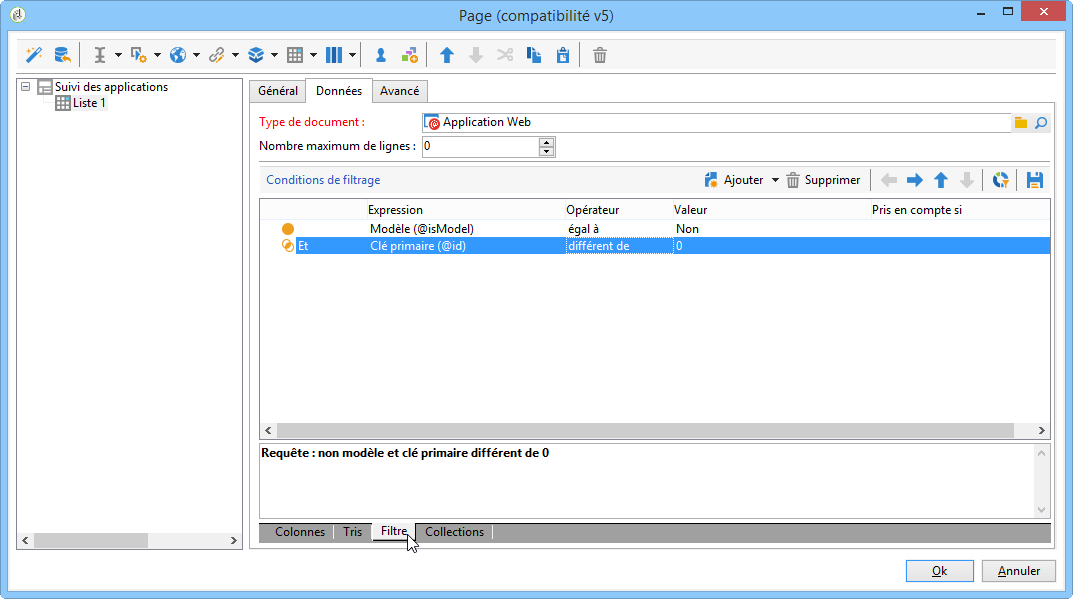 Page (compatibilité v5)
Suivi des applications
Liste 1
Général Données Avancé
Type de document : Application Web
Nombre maximum de lignes : 0
Conditions de filtrage Ajouter Supprimer
Expression Opérateur Valeur Pris en compte si
Modèle (@isModel) égal à Non
Et Clé primaire (@id) différent de 0
Requête : non modèle et clé primaire différent de 0
Colonnes Tris Filtre Collections
Ok Annuler